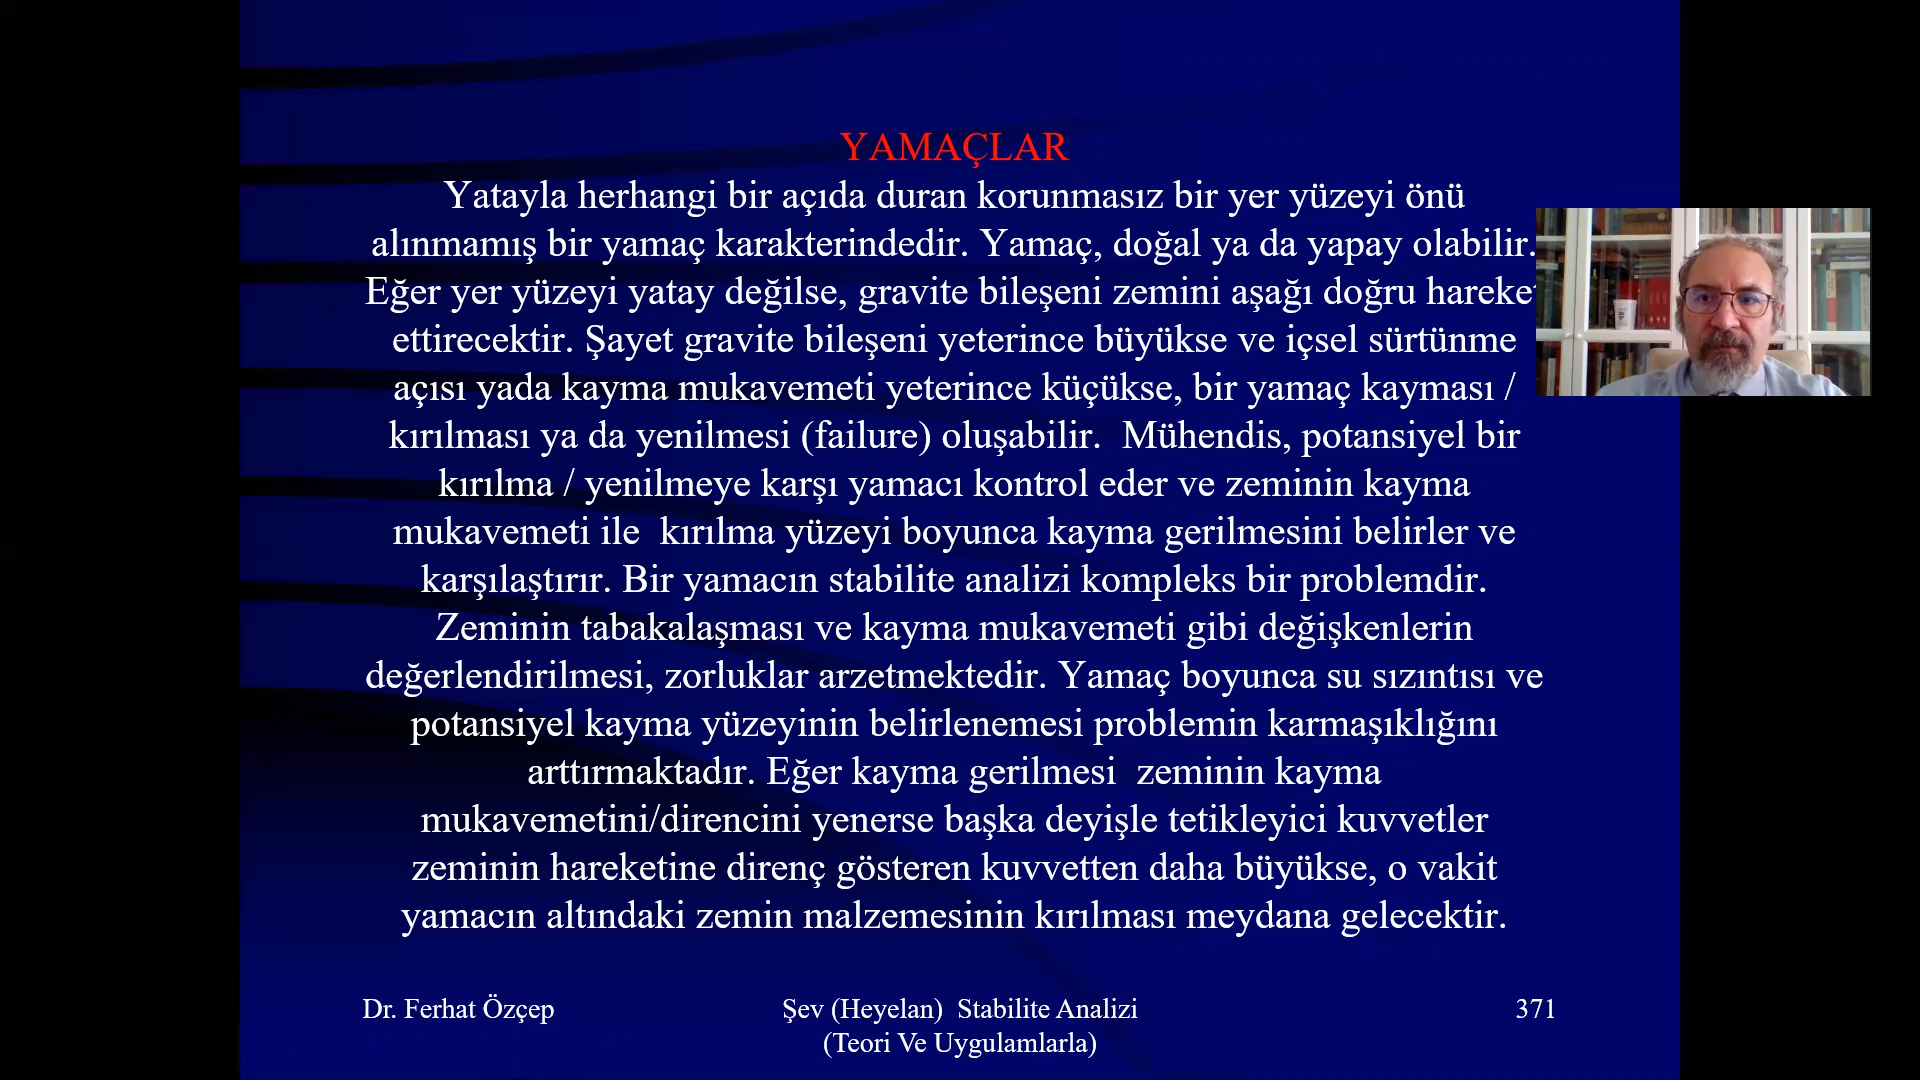 YAMAÇLAR
Yatayla herhangi bir açıda duran korunmasız bir yer yüzeyi önü
alınmamış bir yamaç karakterindedir. Yamaç, doğal ya da yapay olabilir.
Eğer yer yüzeyi yatay değilse, gravite bileşeni zemini aşağı doğru hareket
ettirecektir. Şayet gravite bileşeni yeterince büyükse ve içsel sürtünme
açısı yada kayma mukavemeti yeterince küçükse, bir yamaç kayması /
kırılması ya da yenilmesi (failure) oluşabilir. Mühendis, potansiyel bir
kırılma / yenilmeye karşı yamacı kontrol eder ve zeminin kayma
mukavemeti ile kırılma yüzeyi boyunca kayma gerilmesini belirler ve
karşılaştırır. Bir yamacın stabilite analizi kompleks bir problemdir.
Zeminin tabakalaşması ve kayma mukavemeti gibi değişkenlerin
değerlendirilmesi, zorluklar arzetmektedir. Yamaç boyunca su sızıntısı ve
potansiyel kayma yüzeyinin belirlenemesi problemin karmaşıklığını
arttırmaktadır. Eğer kayma gerilmesi zeminin kayma
mukavemetini/direncini yenerse başka deyişle tetikleyici kuvvetler
zeminin hareketine direnç gösteren kuvvetten daha büyükse, o vakit
yamacın altındaki zemin malzemesinin kırılması meydana gelecektir.
Dr. Ferhat Özçep
Şev (Heyelan) Stabilite Analizi
(Teori Ve Uygulamlarla)
371